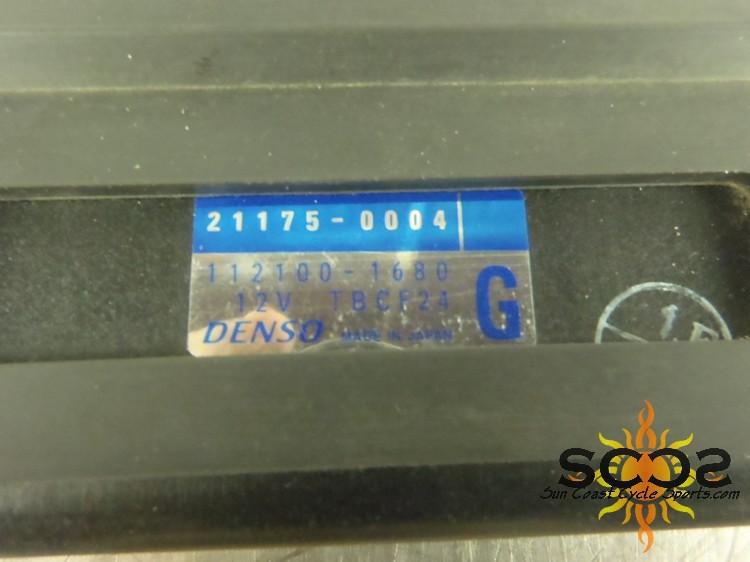 21175-0004
112100-1680
12V TBCF24
G
DENSO MADE IN JAPAN
SCCS
Sun Coast Cycle Sports.com